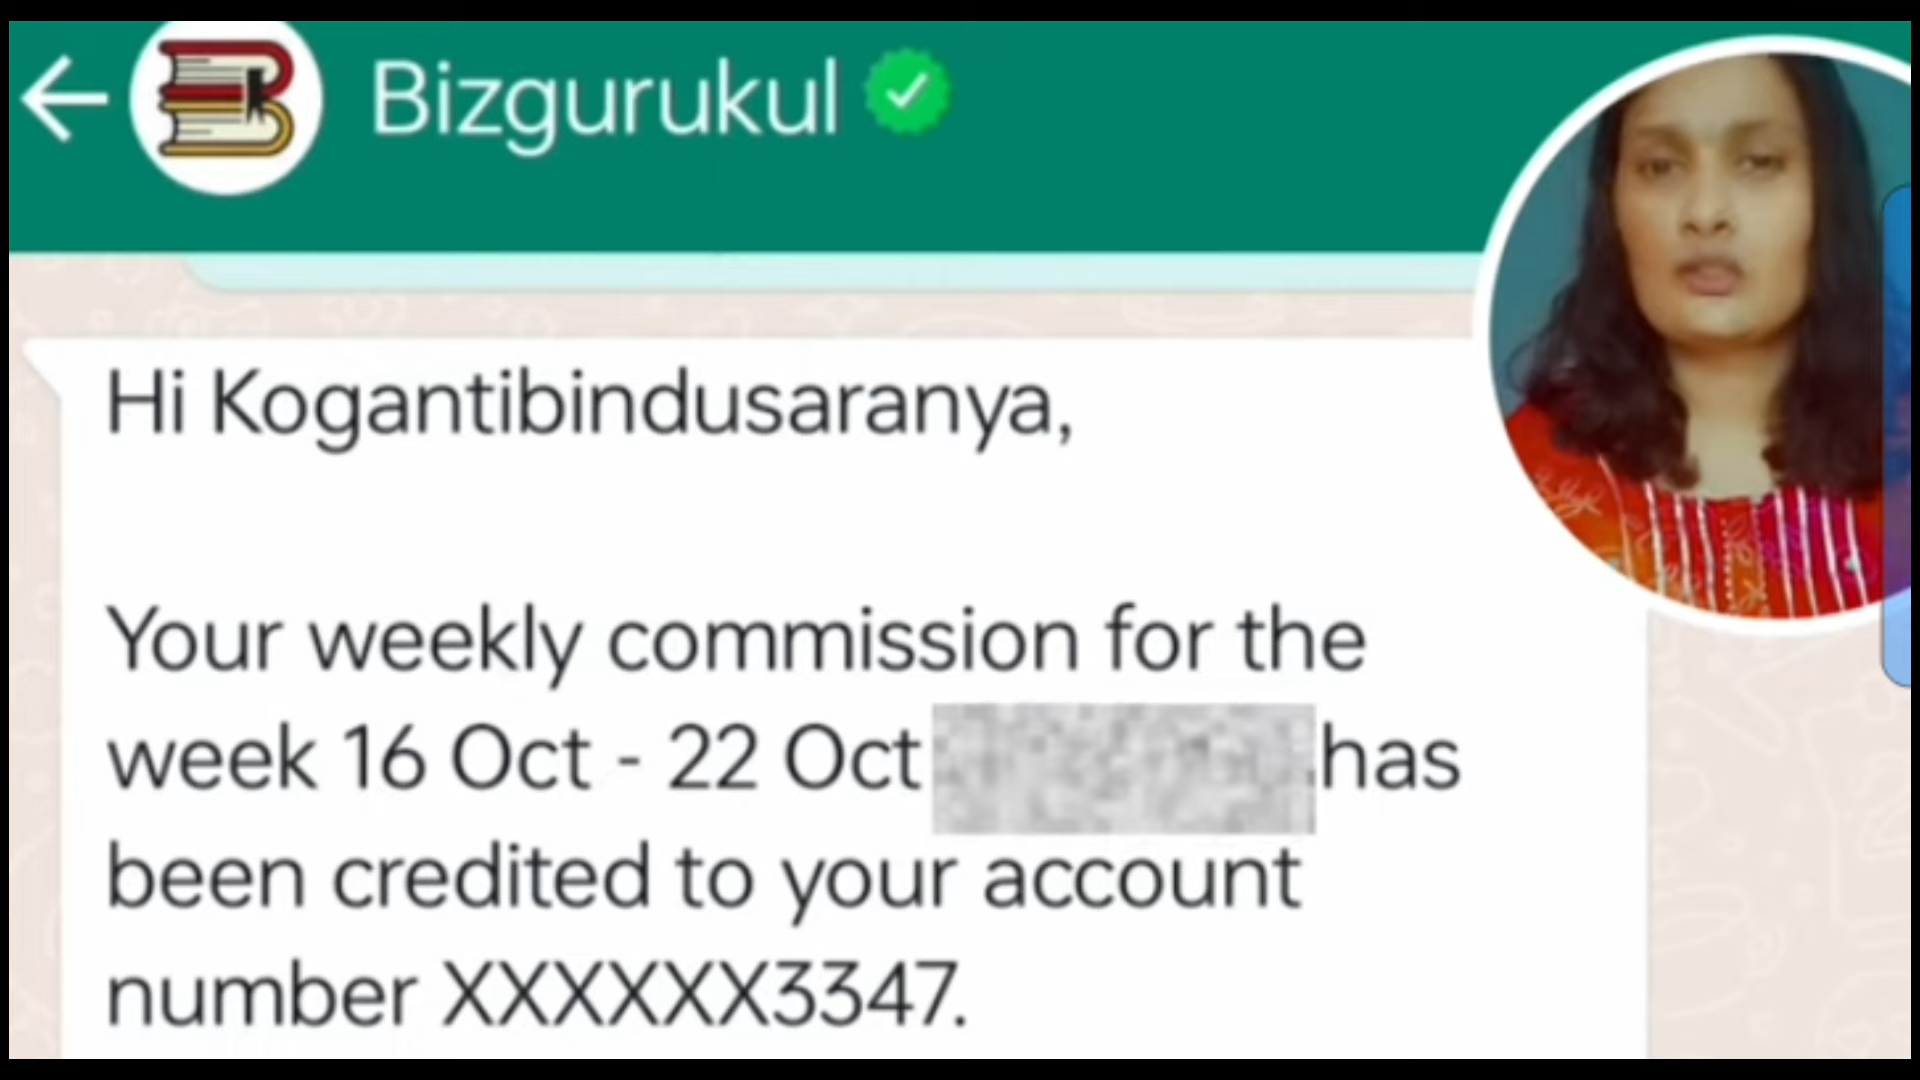 Bizgurukul
Hi Kogantibindusaranya,
Your weekly commission for the
week 16 Oct - 22 Oct has
been credited to your account
number XXXXXX3347.